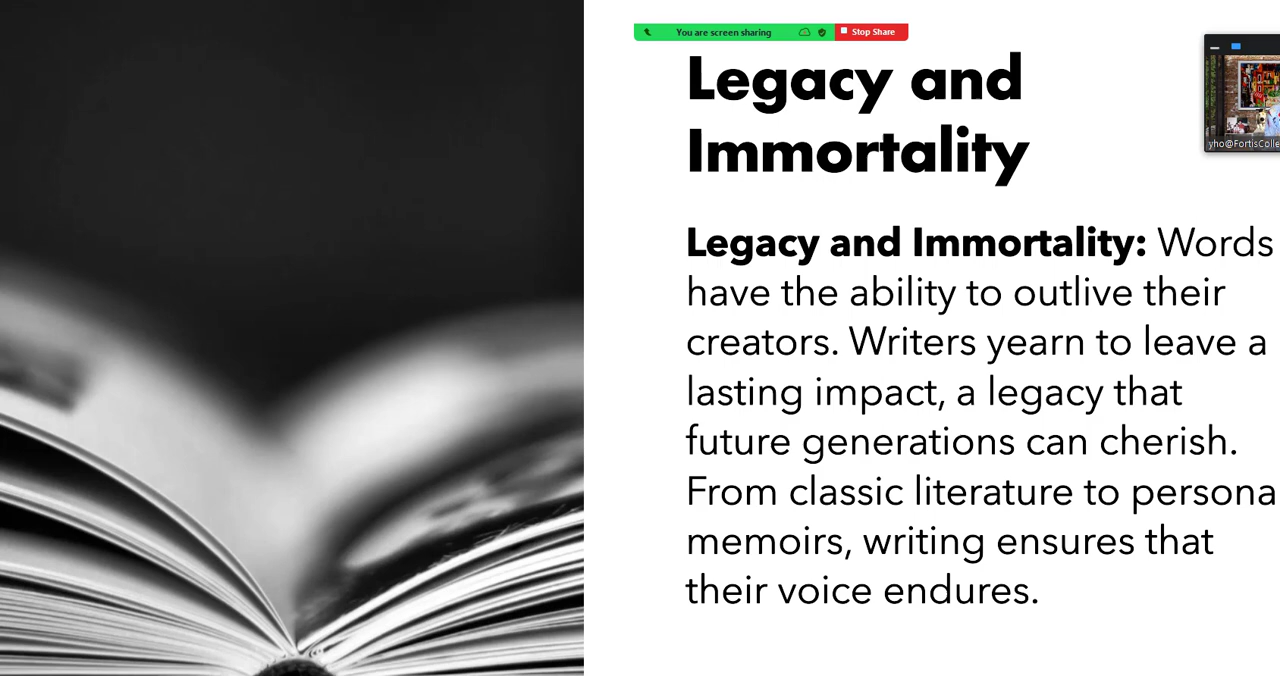 You are screen sharing
Stop Share
Legacy and
Immortality
yho@FortisColle
Legacy and Immortality: Words
have the ability to outlive their
creators. Writers yearn to leave a
lasting impact, a legacy that
future generations can cherish.
From classic literature to persona
memoirs, writing ensures that
their voice endures.